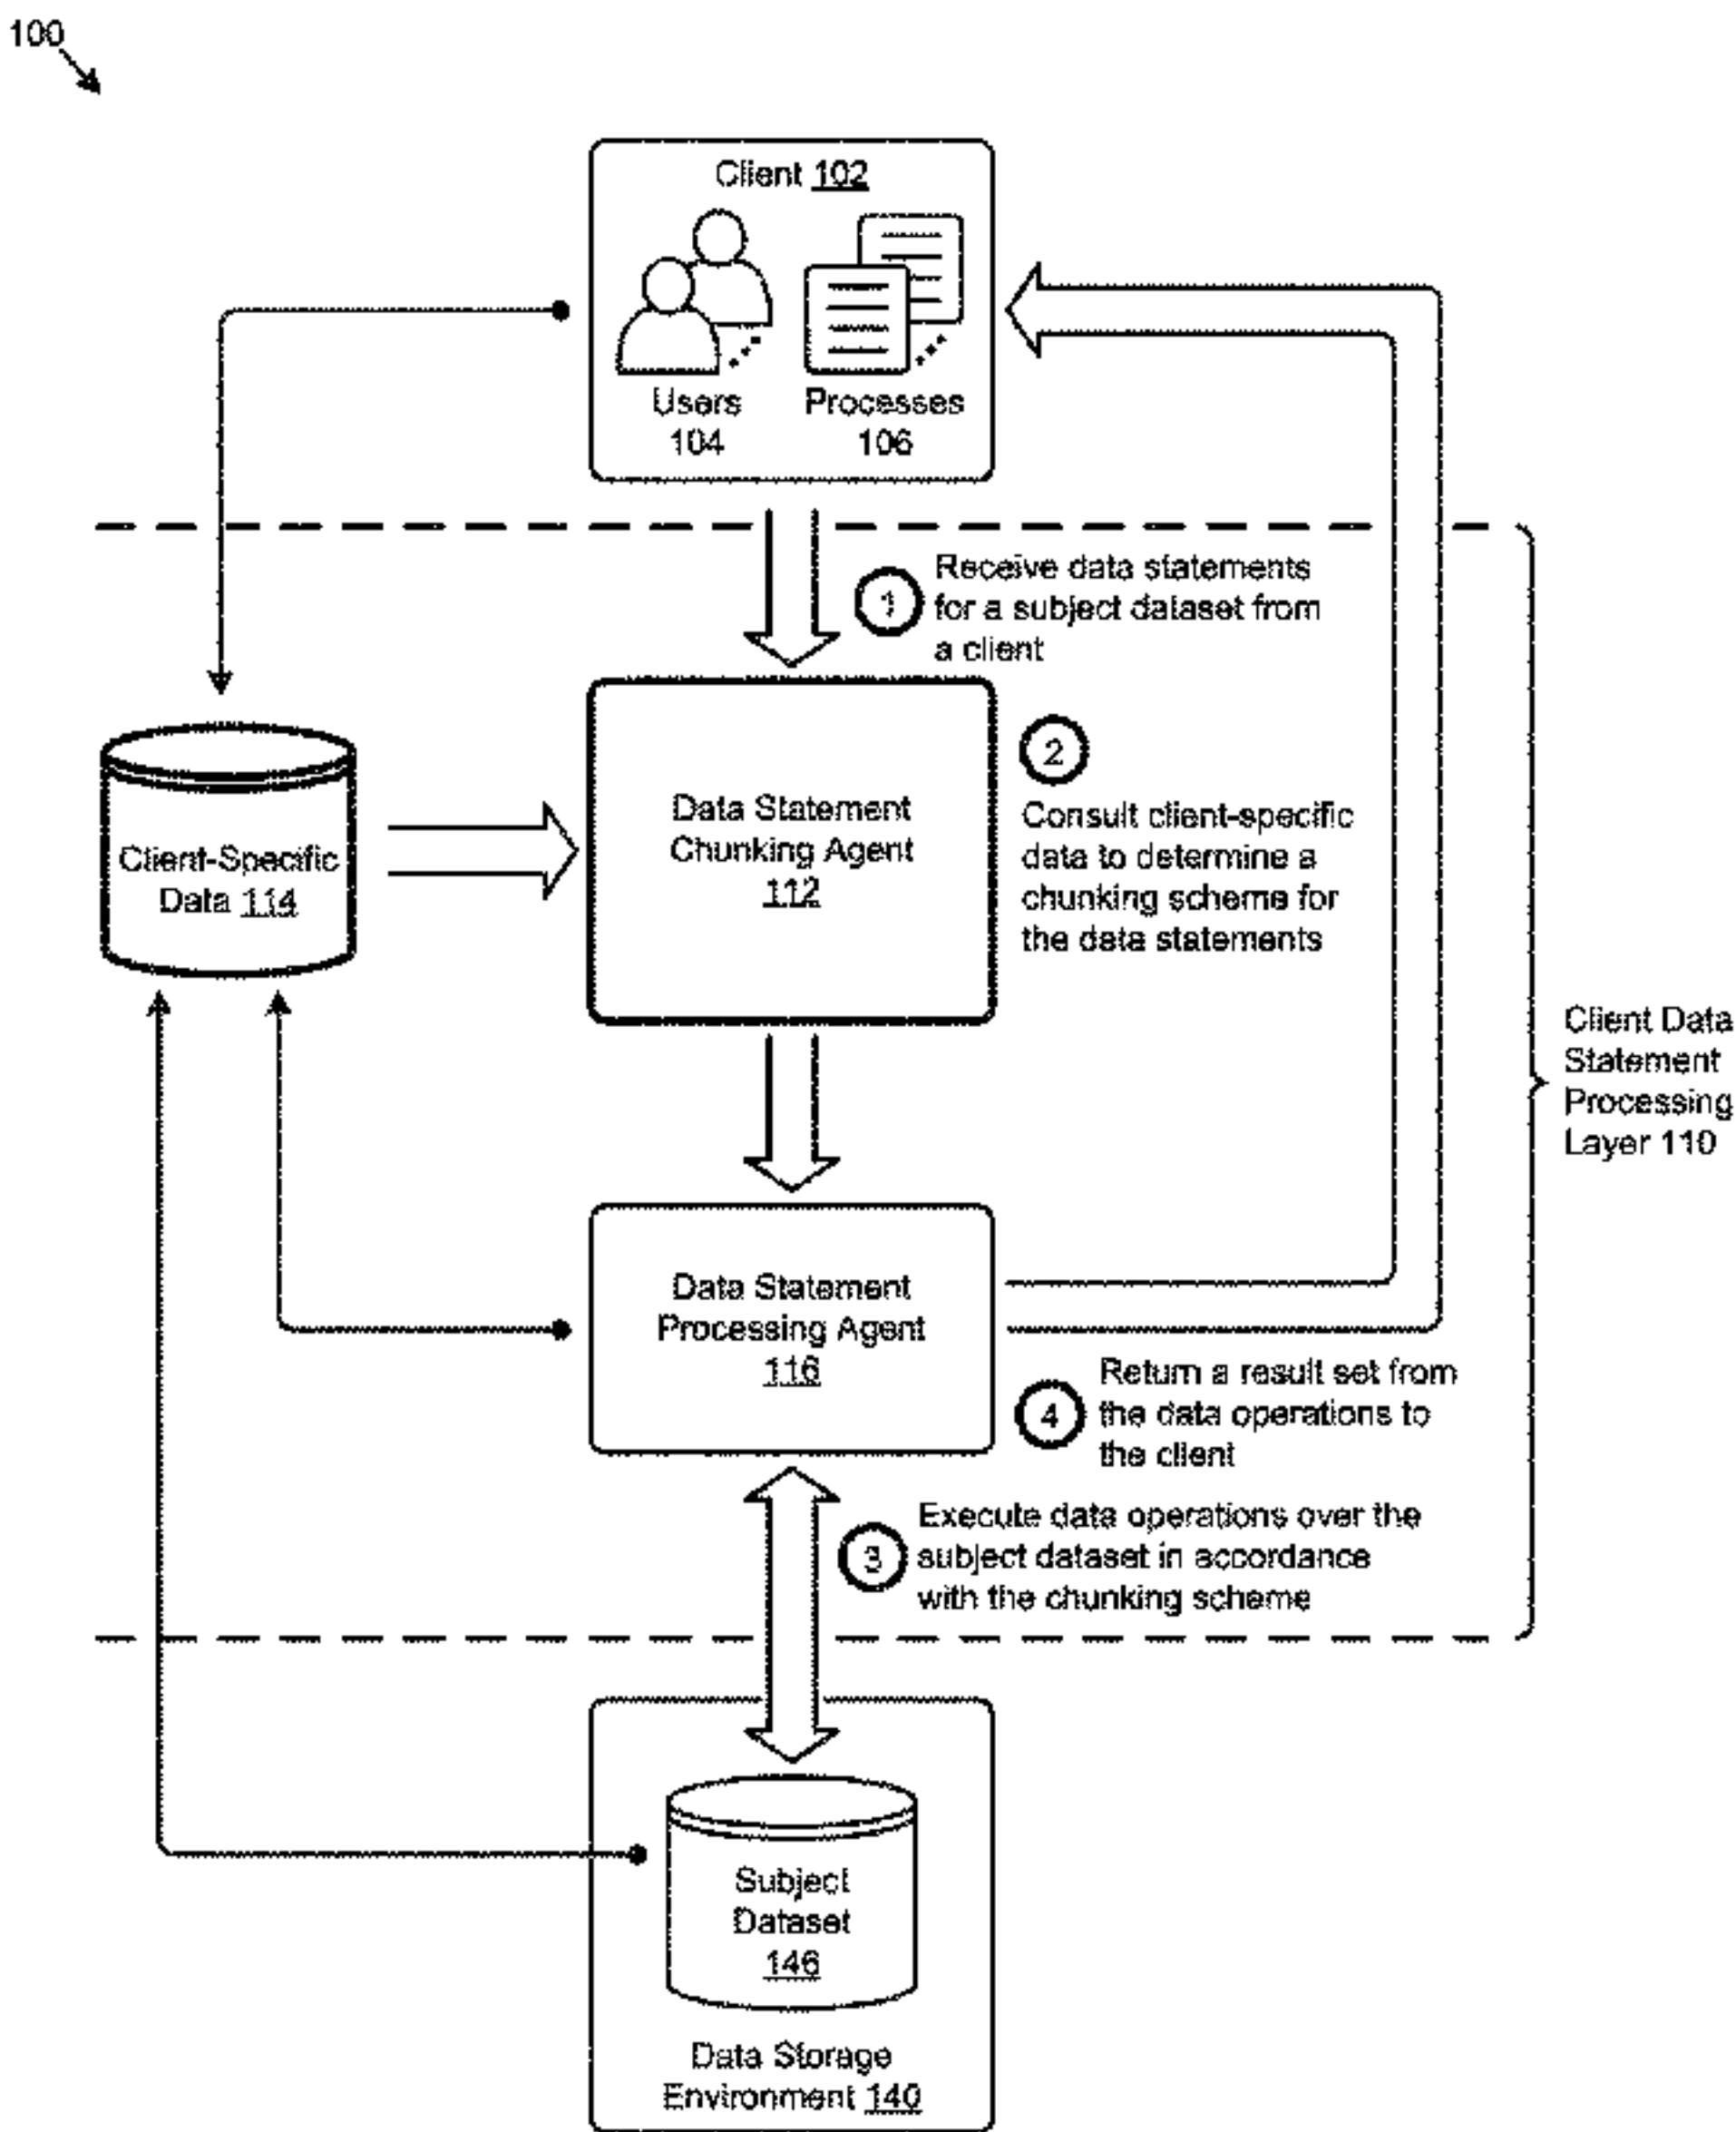 100
Client 102
Users
104
Processes
106
1
Receive data statements
for a subject dataset from
a client
Client-Specific
Data 114
Data Statement
Chunking Agent
112
2
Consult client-specific
data to determine a
chunking scheme for
the data statements
Client Data
Statement
Processing
Layer 110
Data Statement
Processing Agent
116
4
Return a result set from
the data operations to
the client
3
Execute data operations over the
subject dataset in accordance
with the chunking scheme
Subject
Dataset
146
Data Storage
Environment 140